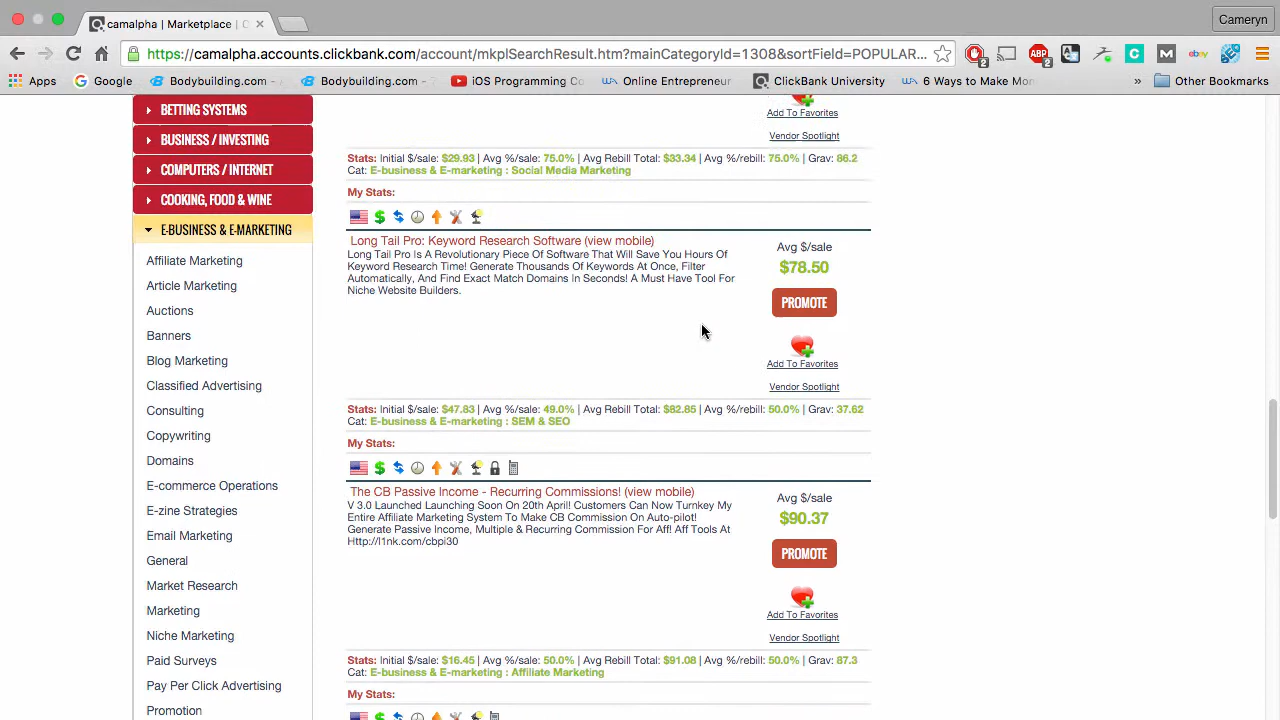 camalpha | Marketplace | C
Cameryn
https://camalpha.accounts.clickbank.com/account/mkplSearchResult.htm?mainCategoryId=1308&sortField=POPULAR...
ABP
2
2
C
M
ebay
Apps
Google
Bodybuilding.com -
Bodybuilding.com -
iOS Programming Co
Online Entrepreneur
ClickBank University
6 Ways to Make Mon
»
Other Bookmarks
BETTING SYSTEMS
BUSINESS / INVESTING
COMPUTERS / INTERNET
COOKING, FOOD & WINE
E-BUSINESS & E-MARKETING
Affiliate Marketing
Article Marketing
Auctions
Banners
Blog Marketing
Classified Advertising
Consulting
Copywriting
Domains
E-commerce Operations
E-zine Strategies
Email Marketing
General
Market Research
Marketing
Niche Marketing
Paid Surveys
Pay Per Click Advertising
Promotion
Add To Favorites
Vendor Spotlight
Stats: Initial $/sale: $29.93 | Avg %/sale: 75.0% | Avg Rebill Total: $33.34 | Avg %/rebill: 75.0% | Grav: 86.2
Cat: E-business & E-marketing : Social Media Marketing
My Stats:
Long Tail Pro: Keyword Research Software (view mobile)
Long Tail Pro Is A Revolutionary Piece Of Software That Will Save You Hours Of
Keyword Research Time! Generate Thousands Of Keywords At Once, Filter
Automatically, And Find Exact Match Domains In Seconds! A Must Have Tool For
Niche Website Builders.
Avg $/sale
$78.50
PROMOTE
Add To Favorites
Vendor Spotlight
Stats: Initial $/sale: $47.83 | Avg %/sale: 49.0% | Avg Rebill Total: $82.85 | Avg %/rebill: 50.0% | Grav: 37.62
Cat: E-business & E-marketing : SEM & SEO
My Stats:
The CB Passive Income - Recurring Commissions! (view mobile)
V 3.0 Launched Launching Soon On 20th April! Customers Can Now Turnkey My
Entire Affiliate Marketing System To Make CB Commission On Auto-pilot!
Generate Passive Income, Multiple & Recurring Commission For Aff! Aff Tools At
Http://l1nk.com/cbpi30
Avg $/sale
$90.37
PROMOTE
Add To Favorites
Vendor Spotlight
Stats: Initial $/sale: $16.45 | Avg %/sale: 50.0% | Avg Rebill Total: $91.08 | Avg %/rebill: 50.0% | Grav: 87.3
Cat: E-business & E-marketing : Affiliate Marketing
My Stats: